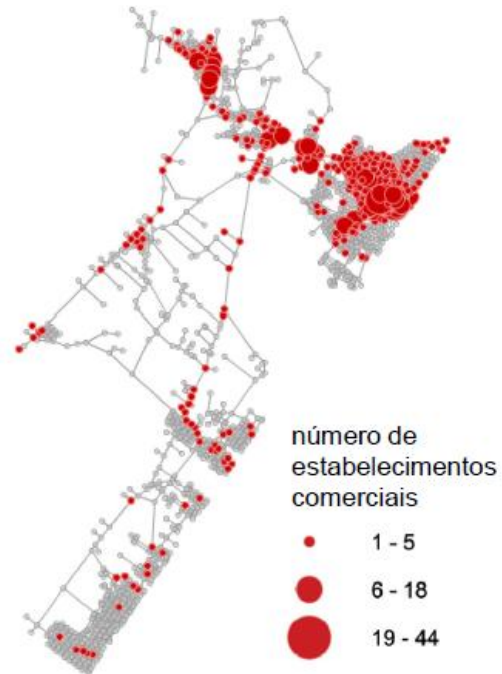 número de
estabelecimentos
comerciais
1 - 5
6 - 18
19 - 44